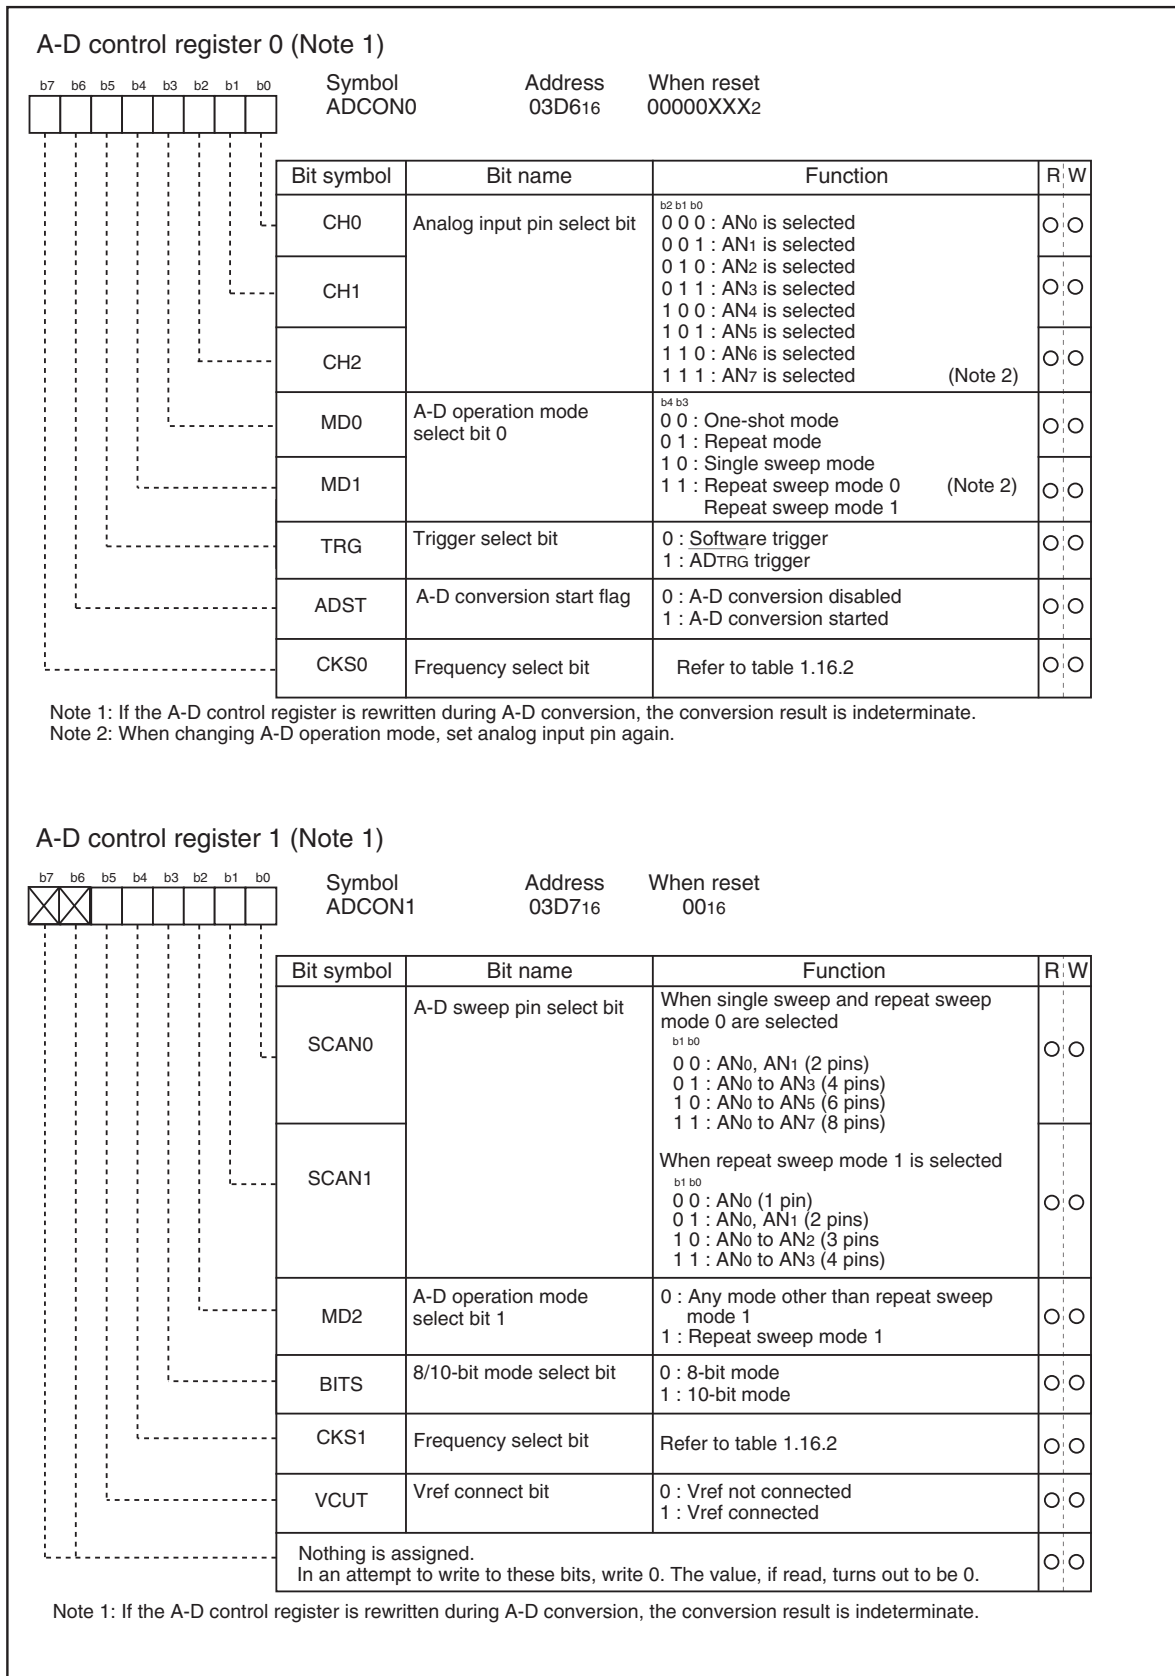 A-D control register 0 (Note 1)
b7 b6 b5 b4 b3 b2 b1 b0
Symbol Address When reset
ADCON0 03D616 00000XXX2
Bit symbol Bit name Function R W
CH0 Analog input pin select bit
b2 b1 b0
0 0 0 : AN0 is selected
0 0 1 : AN1 is selected
0 1 0 : AN2 is selected
CH1
0 1 1 : AN3 is selected
1 0 0 : AN4 is selected
1 0 1 : AN5 is selected
CH2
1 1 0 : AN6 is selected
1 1 1 : AN7 is selected (Note 2)
MD0 A-D operation mode
select bit 0
b4 b3
0 0 : One-shot mode
0 1 : Repeat mode
MD1
1 0 : Single sweep mode
1 1 : Repeat sweep mode 0 (Note 2)
Repeat sweep mode 1
TRG Trigger select bit
0 : Software trigger
1 : ADTRG trigger
ADST A-D conversion start flag
0 : A-D conversion disabled
1 : A-D conversion started
CKS0 Frequency select bit Refer to table 1.16.2
Note 1: If the A-D control register is rewritten during A-D conversion, the conversion result is indeterminate.
Note 2: When changing A-D operation mode, set analog input pin again.
A-D control register 1 (Note 1)
b7 b6 b5 b4 b3 b2 b1 b0
Symbol Address When reset
ADCON1 03D716 0016
Bit symbol Bit name Function R W
SCAN0 A-D sweep pin select bit
When single sweep and repeat sweep
mode 0 are selected
b1 b0
0 0 : AN0, AN1 (2 pins)
0 1 : AN0 to AN3 (4 pins)
1 0 : AN0 to AN5 (6 pins)
1 1 : AN0 to AN7 (8 pins)
SCAN1
When repeat sweep mode 1 is selected
b1 b0
0 0 : AN0 (1 pin)
0 1 : AN0, AN1 (2 pins)
1 0 : AN0 to AN2 (3 pins
1 1 : AN0 to AN3 (4 pins)
MD2 A-D operation mode
select bit 1
0 : Any mode other than repeat sweep
mode 1
1 : Repeat sweep mode 1
BITS 8/10-bit mode select bit
0 : 8-bit mode
1 : 10-bit mode
CKS1 Frequency select bit Refer to table 1.16.2
VCUT Vref connect bit
0 : Vref not connected
1 : Vref connected
Nothing is assigned.
In an attempt to write to these bits, write 0. The value, if read, turns out to be 0.
Note 1: If the A-D control register is rewritten during A-D conversion, the conversion result is indeterminate.